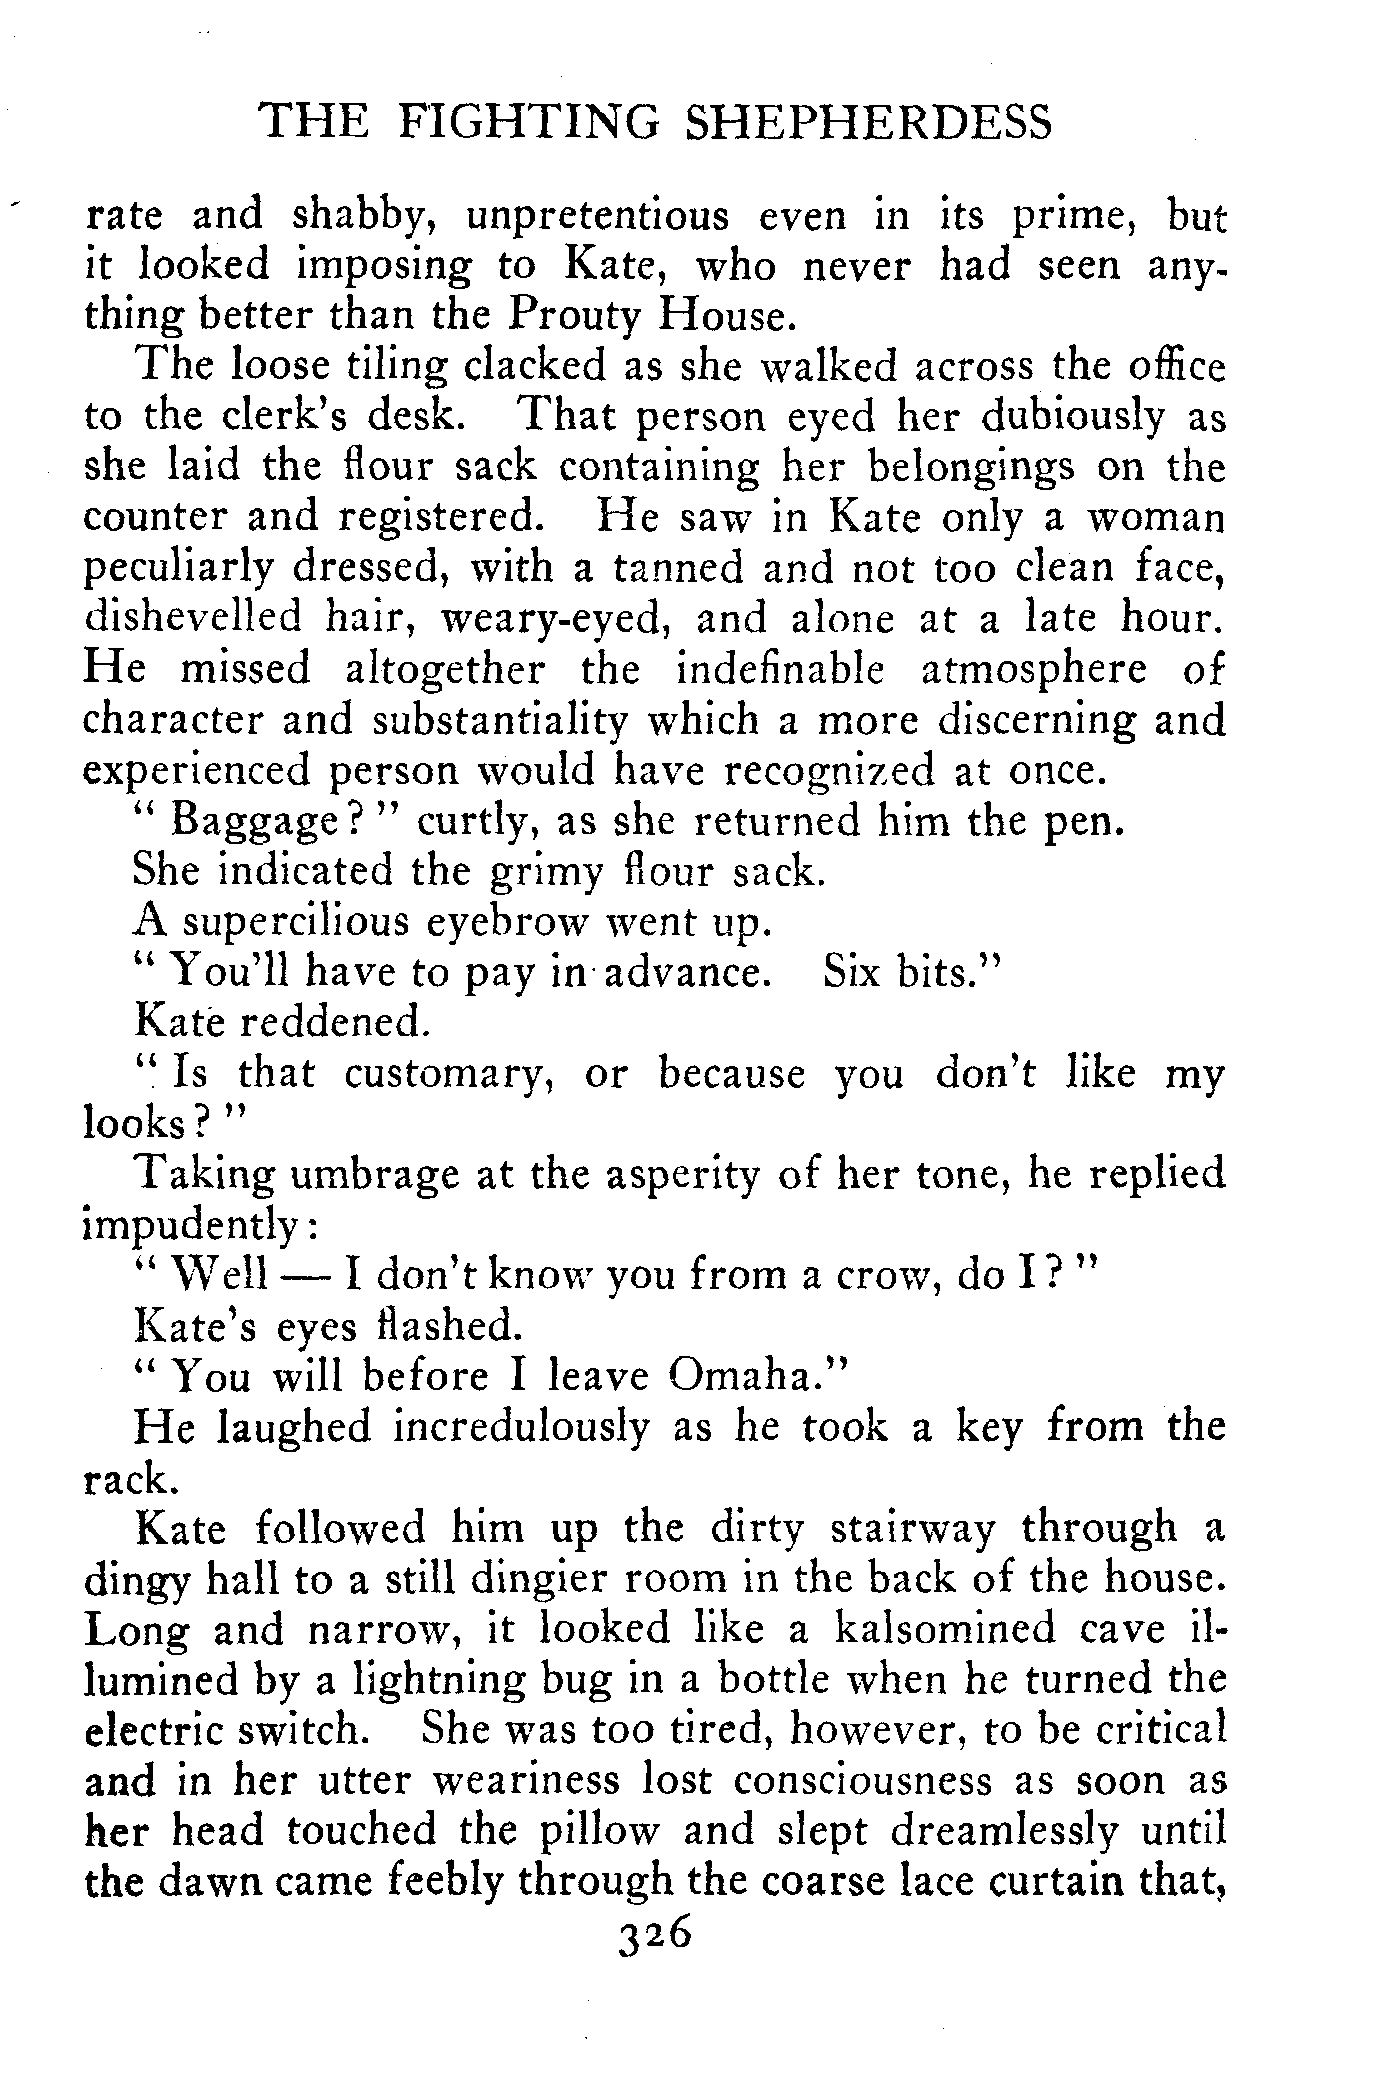 THE FIGHTING SHEPHERDESS
rate and shabby, unpretentious even in its prime, but
it looked imposing to Kate, who never had seen any-
thing better than the Prouty House.
The loose tiling clacked as she walked across the office
to the clerk's desk. That person eyed her dubiously as
she laid the flour sack containing her belongings on the
counter and registered. He saw in Kate only a woman
peculiarly dressed, with a tanned and not too clean face,
dishevelled hair, weary-eyed, and alone at a late hour.
He missed altogether the indefinable atmosphere of
character and substantiality which a more discerning and
experienced person would have recognized at once.
" Baggage? " curtly, as she returned him the pen.
She indicated the grimy flour sack.
A supercilious eyebrow went up.
" You'll have to pay in advance. Six bits."
Kate reddened.
" Is that customary, or because you don't like my
looks? "
Taking umbrage at the asperity of her tone, he replied
impudently:
" Well — I don't know you from a crow, do I? "
Kate's eyes flashed.
" You will before I leave Omaha."
He laughed incredulously as he took a key from the
rack.
Kate followed him up the dirty stairway through a
dingy hall to a still dingier room in the back of the house.
Long and narrow, it looked like a kalsomined cave il-
lumined by a lightning bug in a bottle when he turned the
electric switch. She was too tired, however, to be critical
and in her utter weariness lost consciousness as soon as
her head touched the pillow and slept dreamlessly until
the dawn came feebly through the coarse lace curtain that,
326